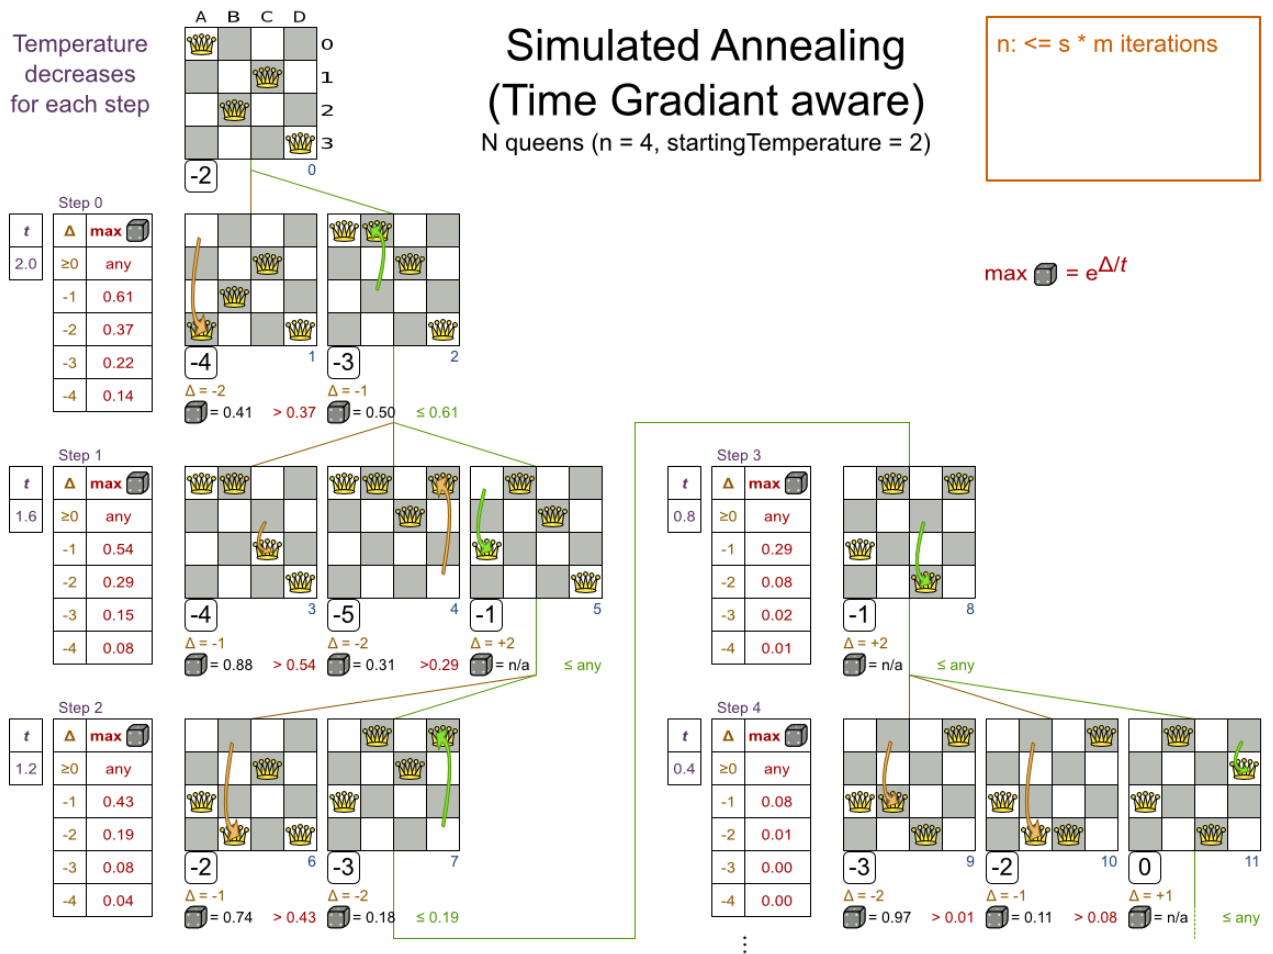 Temperature
decreases
for each step
A B C D
0
1
2
3
-2
0
Simulated Annealing
(Time Gradiant aware)
N queens (n = 4, startingTemperature = 2)
n: <= s * m iterations
max = e^Δ/t
Step 0
t
2.0
Δ max
≥0 any
-1 0.61
-2 0.37
-3 0.22
-4 0.14
-4
1
Δ = -2
= 0.41 > 0.37
-3
2
Δ = -1
= 0.50 ≤ 0.61
Step 1
t
1.6
Δ max
≥0 any
-1 0.54
-2 0.29
-3 0.15
-4 0.08
-4
3
Δ = -1
= 0.88 > 0.54
-5
4
Δ = -2
= 0.31 >0.29
-1
5
Δ = +2
= n/a ≤ any
Step 2
t
1.2
Δ max
≥0 any
-1 0.43
-2 0.19
-3 0.08
-4 0.04
-2
6
Δ = -1
= 0.74 > 0.43
-3
7
Δ = -2
= 0.18 ≤ 0.19
Step 3
t
0.8
Δ max
≥0 any
-1 0.29
-2 0.08
-3 0.02
-4 0.01
-1
8
Δ = +2
= n/a ≤ any
Step 4
t
0.4
Δ max
≥0 any
-1 0.08
-2 0.01
-3 0.00
-4 0.00
-3
9
Δ = -2
= 0.97 > 0.01
-2
10
Δ = -1
= 0.11 > 0.08
0
11
Δ = +1
= n/a ≤ any
⋮